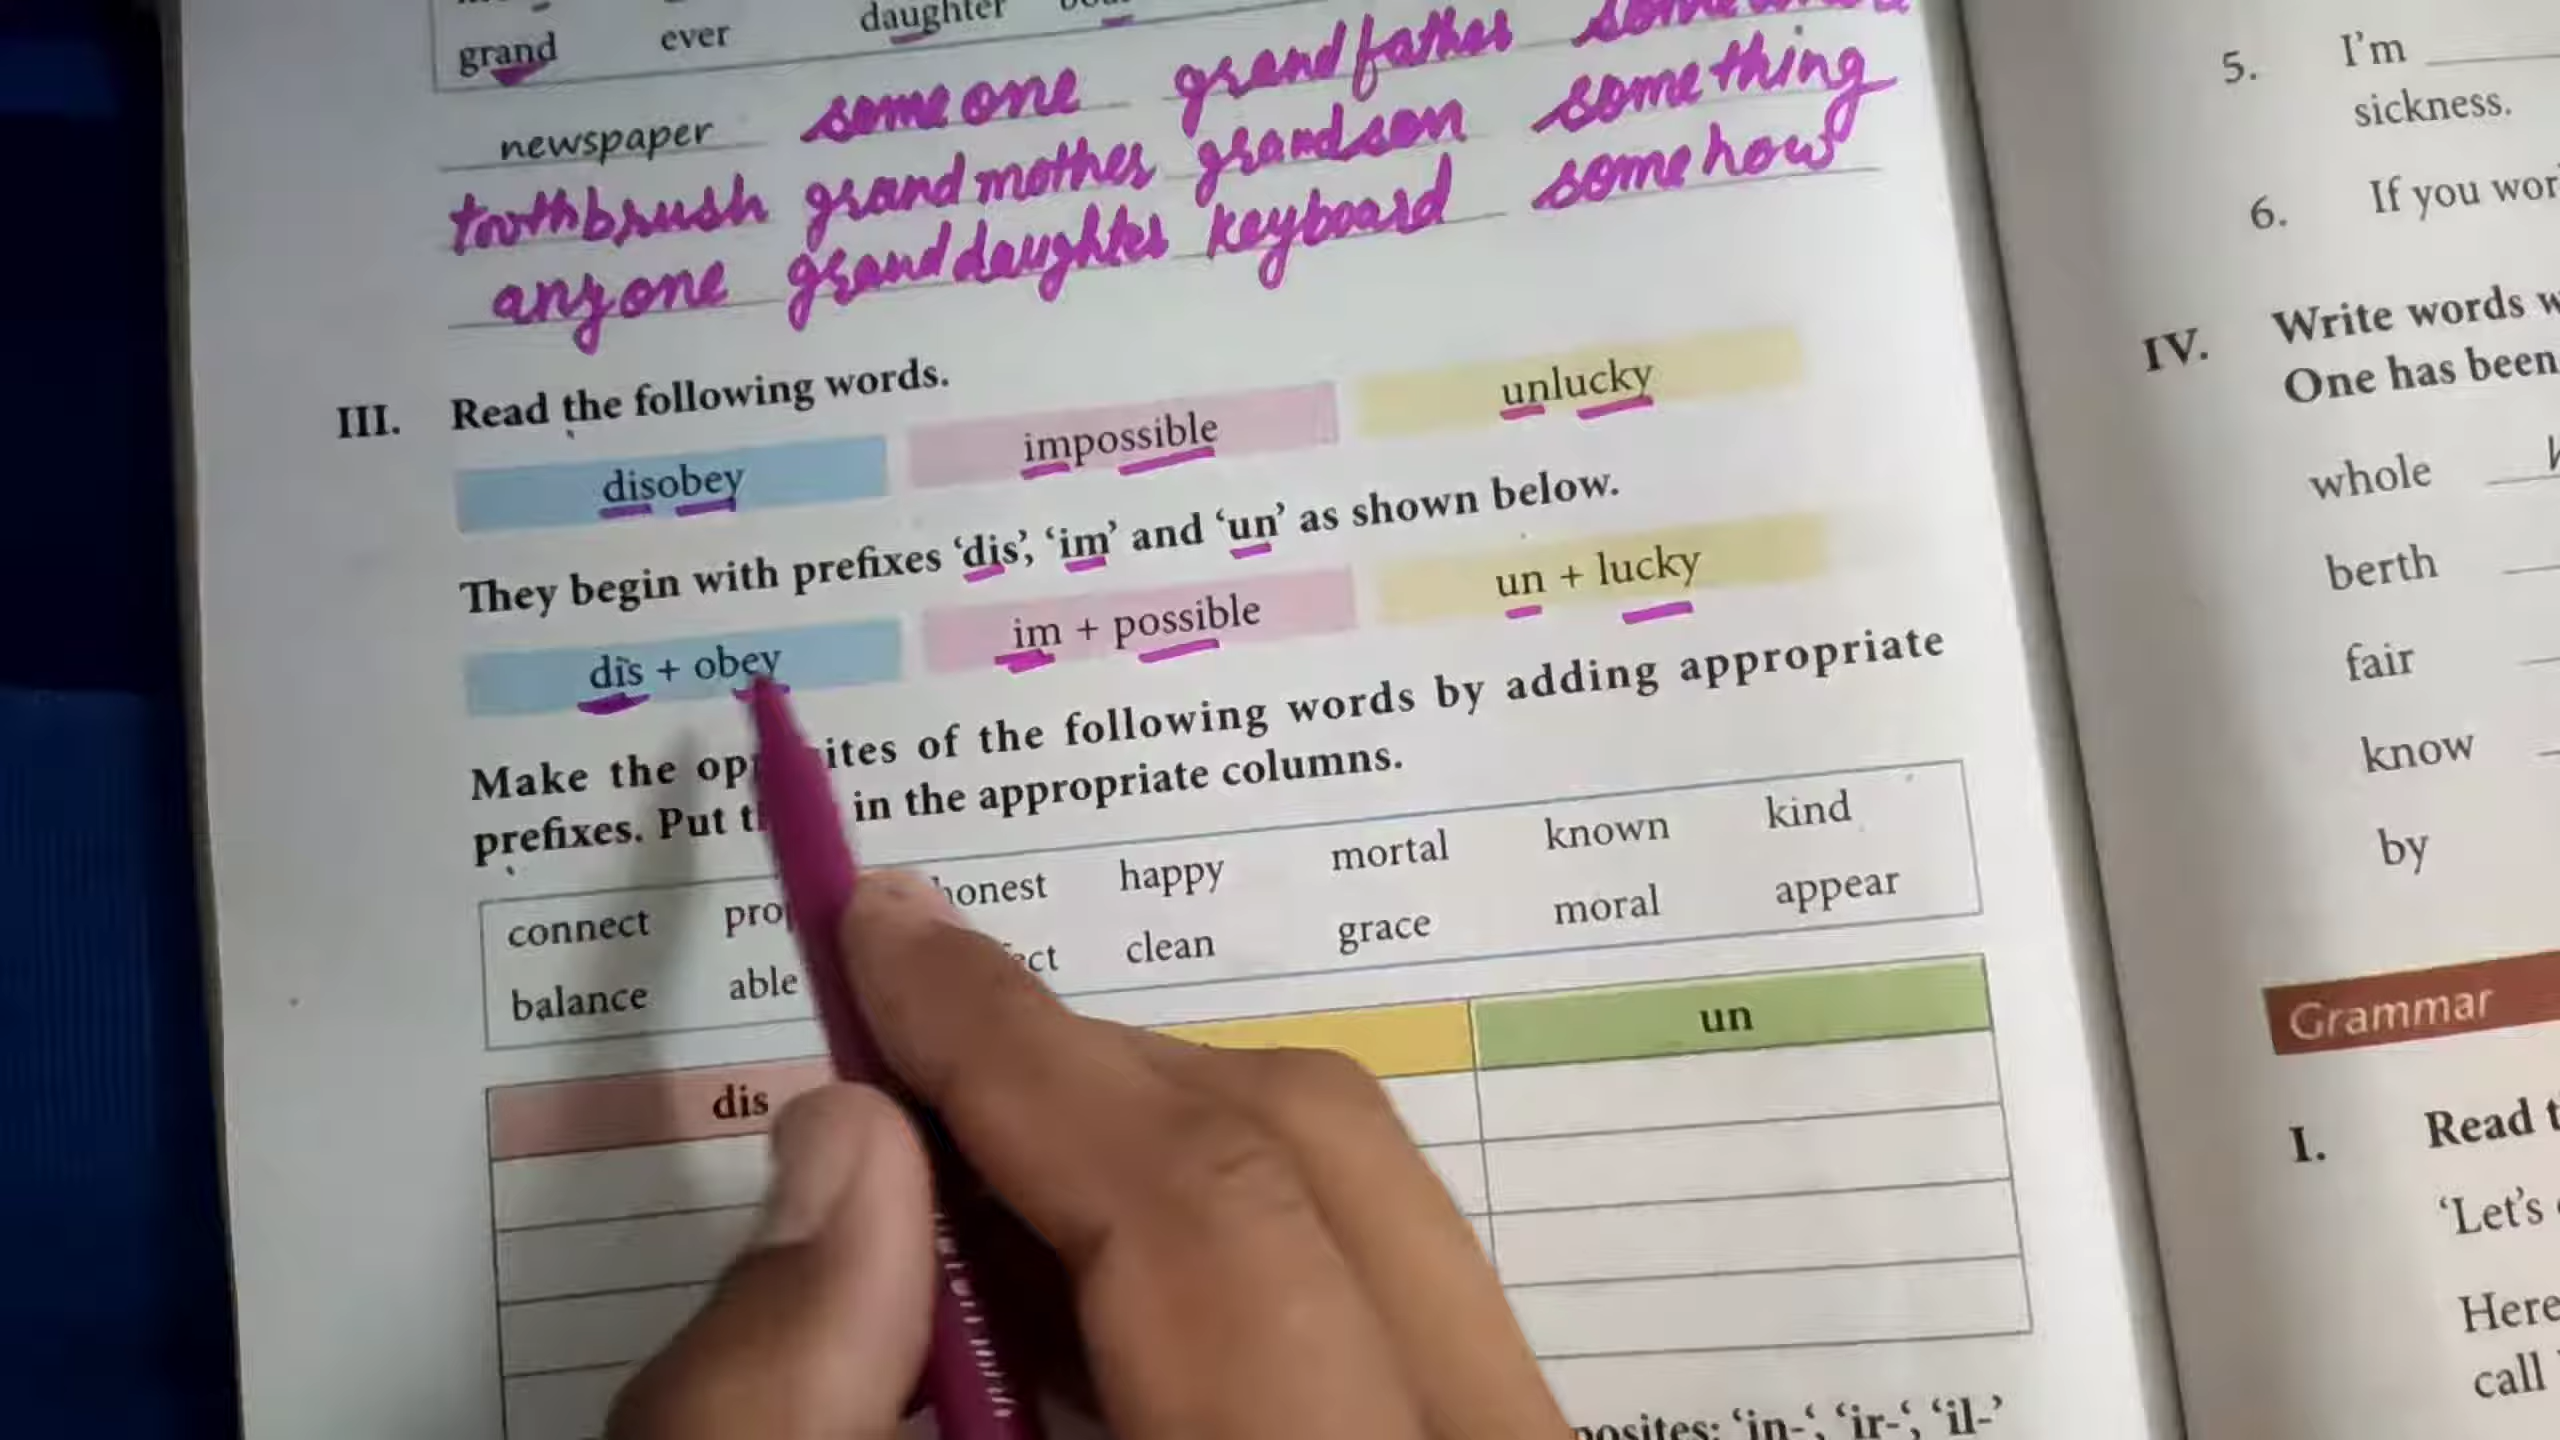 grand ever daughter
newspaper someone grandfather
toothbrush grandmother grandson something
anyone granddaughter keyboard somehow
III. Read the following words.
disobey impossible unlucky
They begin with prefixes ‘dis’, ‘im’ and ‘un’ as shown below.
dis + obey im + possible un + lucky
Make the opp ites of the following words by adding appropriate
prefixes. Put t in the appropriate columns.
connect honest happy mortal known kind
balance able clean grace moral appear
dis un
‘in-‘, ‘ir-‘, ‘il-’
5. I’m
sickness.
6. If you
IV. Write words
One has been
whole
berth
fair
know
by
Grammar
I. Read
‘Let’s
Here
call